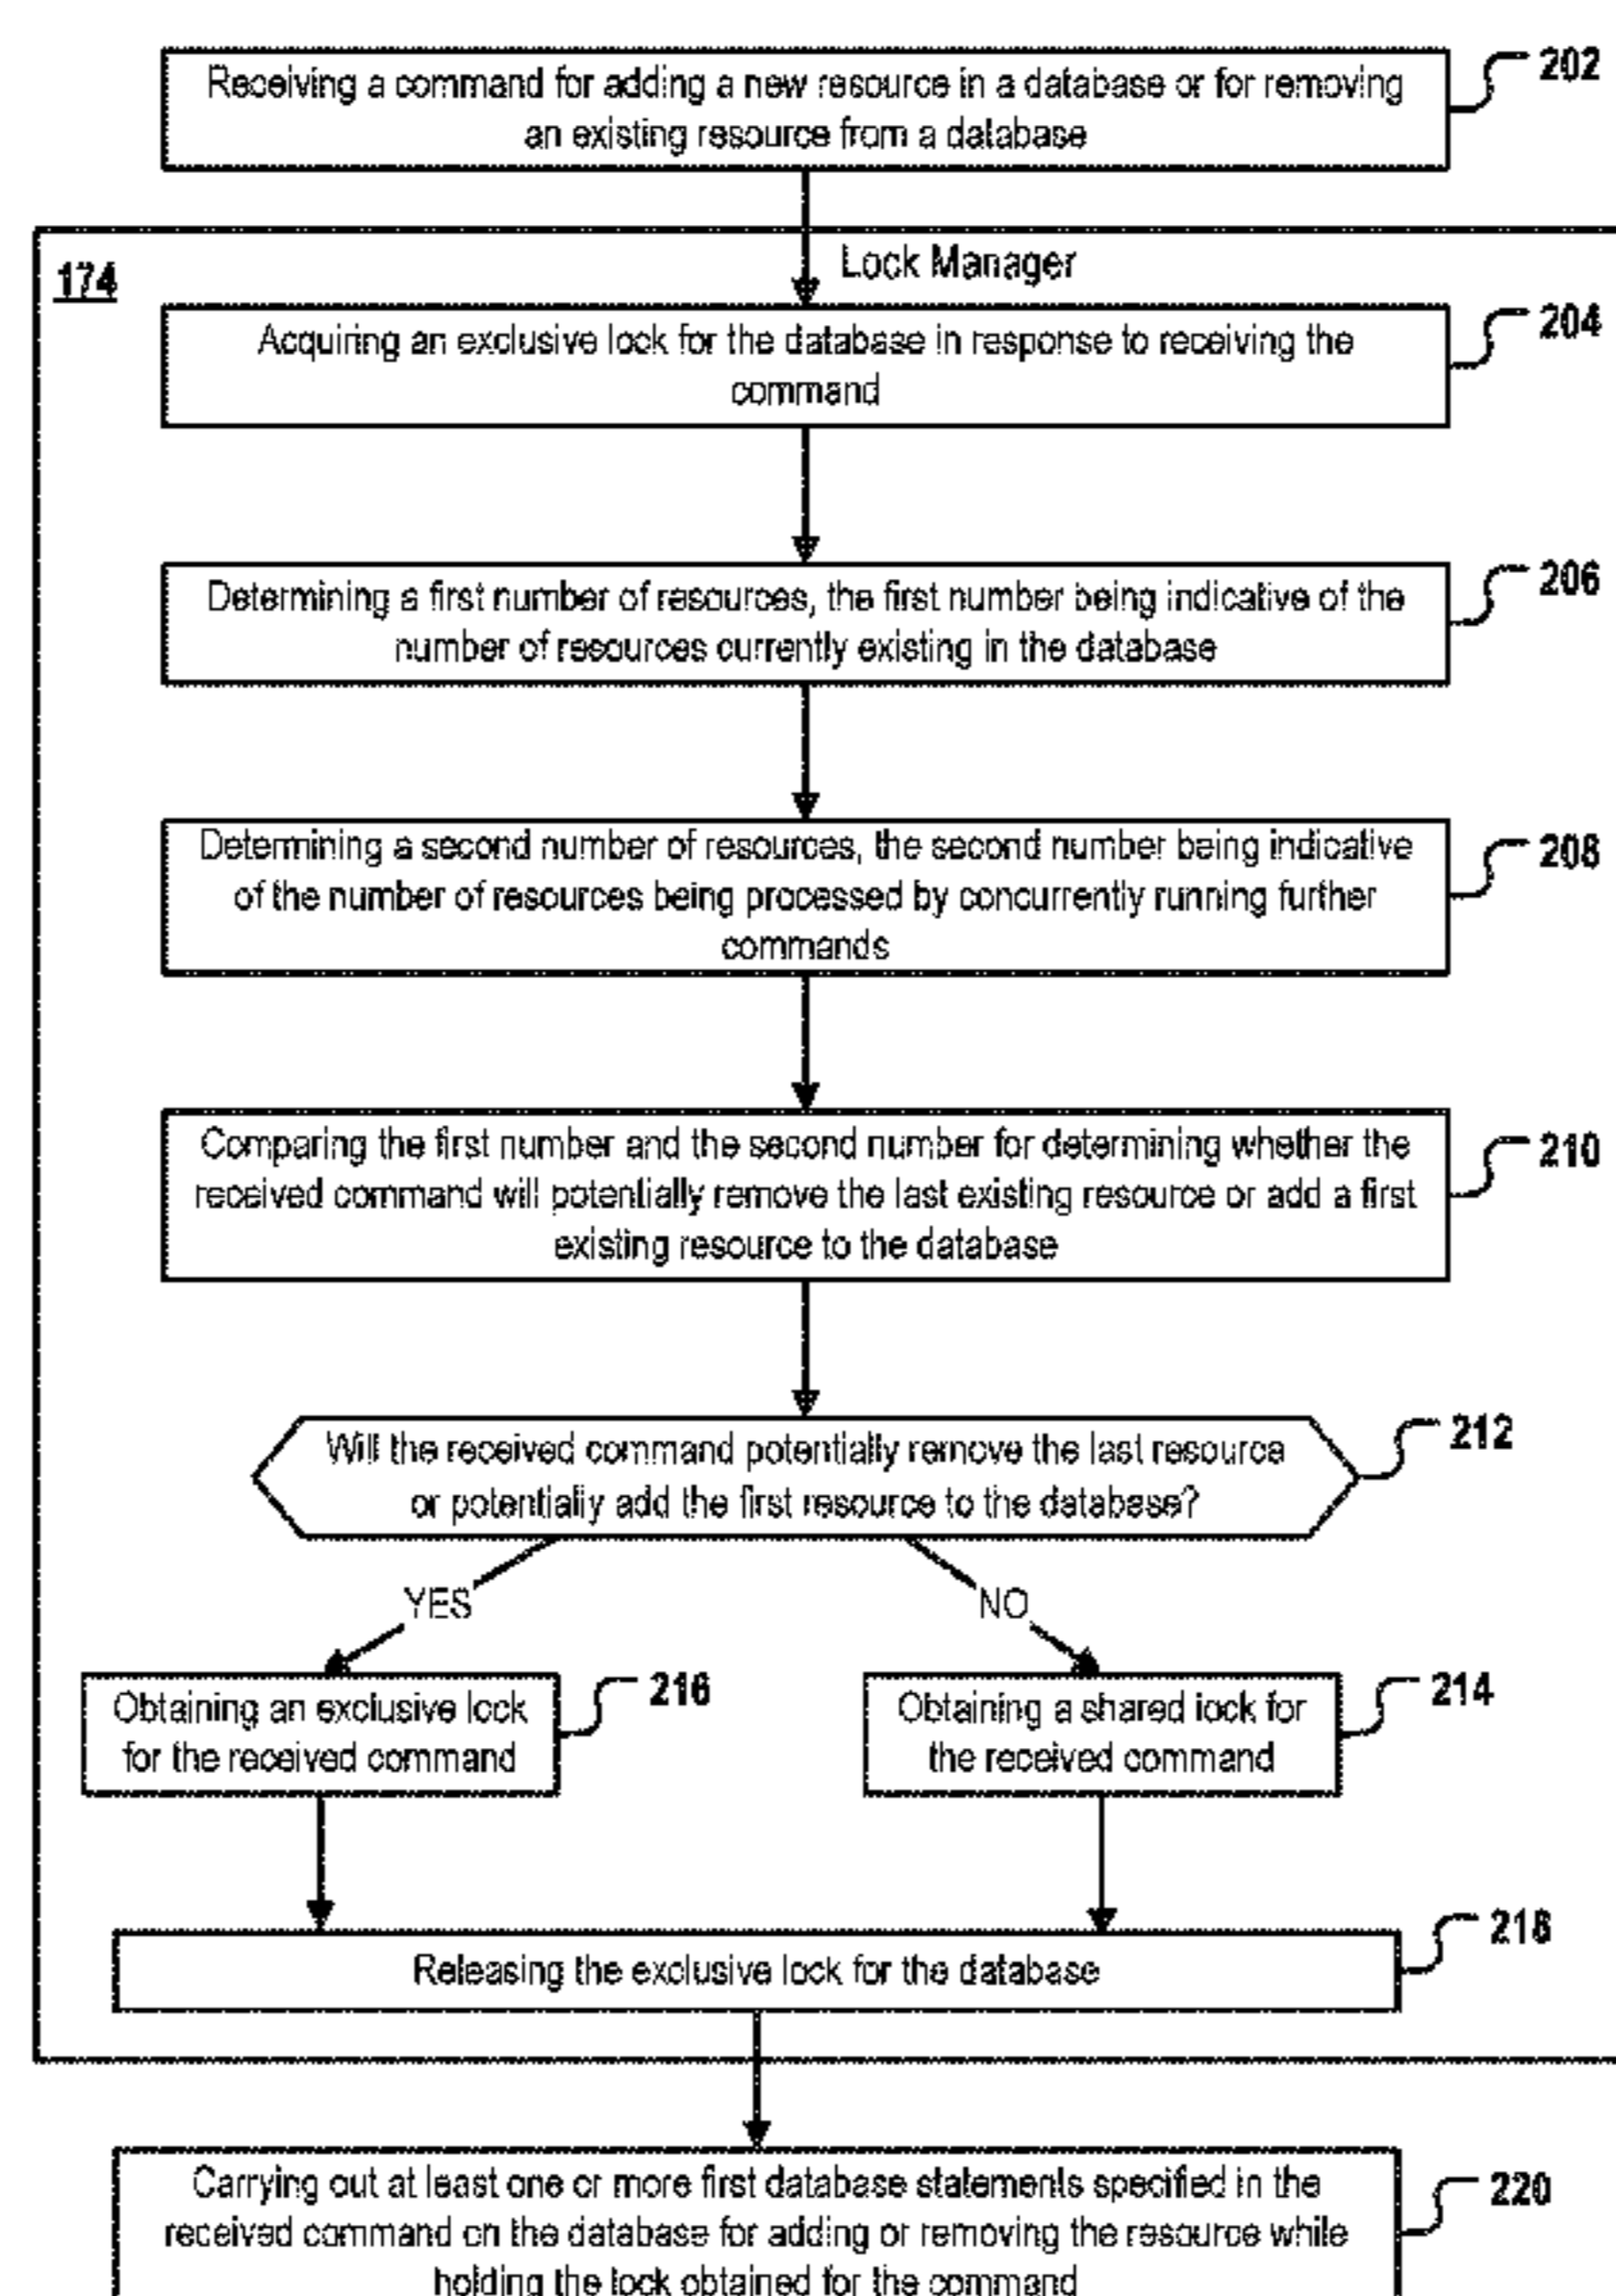 Receiving a command for adding a new resource in a database or for removing
an existing resource from a database
202
174
Lock Manager
Acquiring an exclusive lock for the database in response to receiving the
command
204
Determining a first number of resources, the first number being indicative of the
number of resources currently existing in the database
206
Determining a second number of resources, the second number being indicative
of the number of resources being processed by concurrently running further
commands
208
Comparing the first number and the second number for determining whether the
received command will potentially remove the last existing resource or add a first
existing resource to the database
210
Will the received command potentially remove the last resource
or potentially add the first resource to the database?
212
YES
NO
Obtaining an exclusive lock
for the received command
216
Obtaining a shared lock for
the received command
214
Releasing the exclusive lock for the database
218
Carrying out at least one or more first database statements specified in the
received command on the database for adding or removing the resource while
holding the lock obtained for the command
220